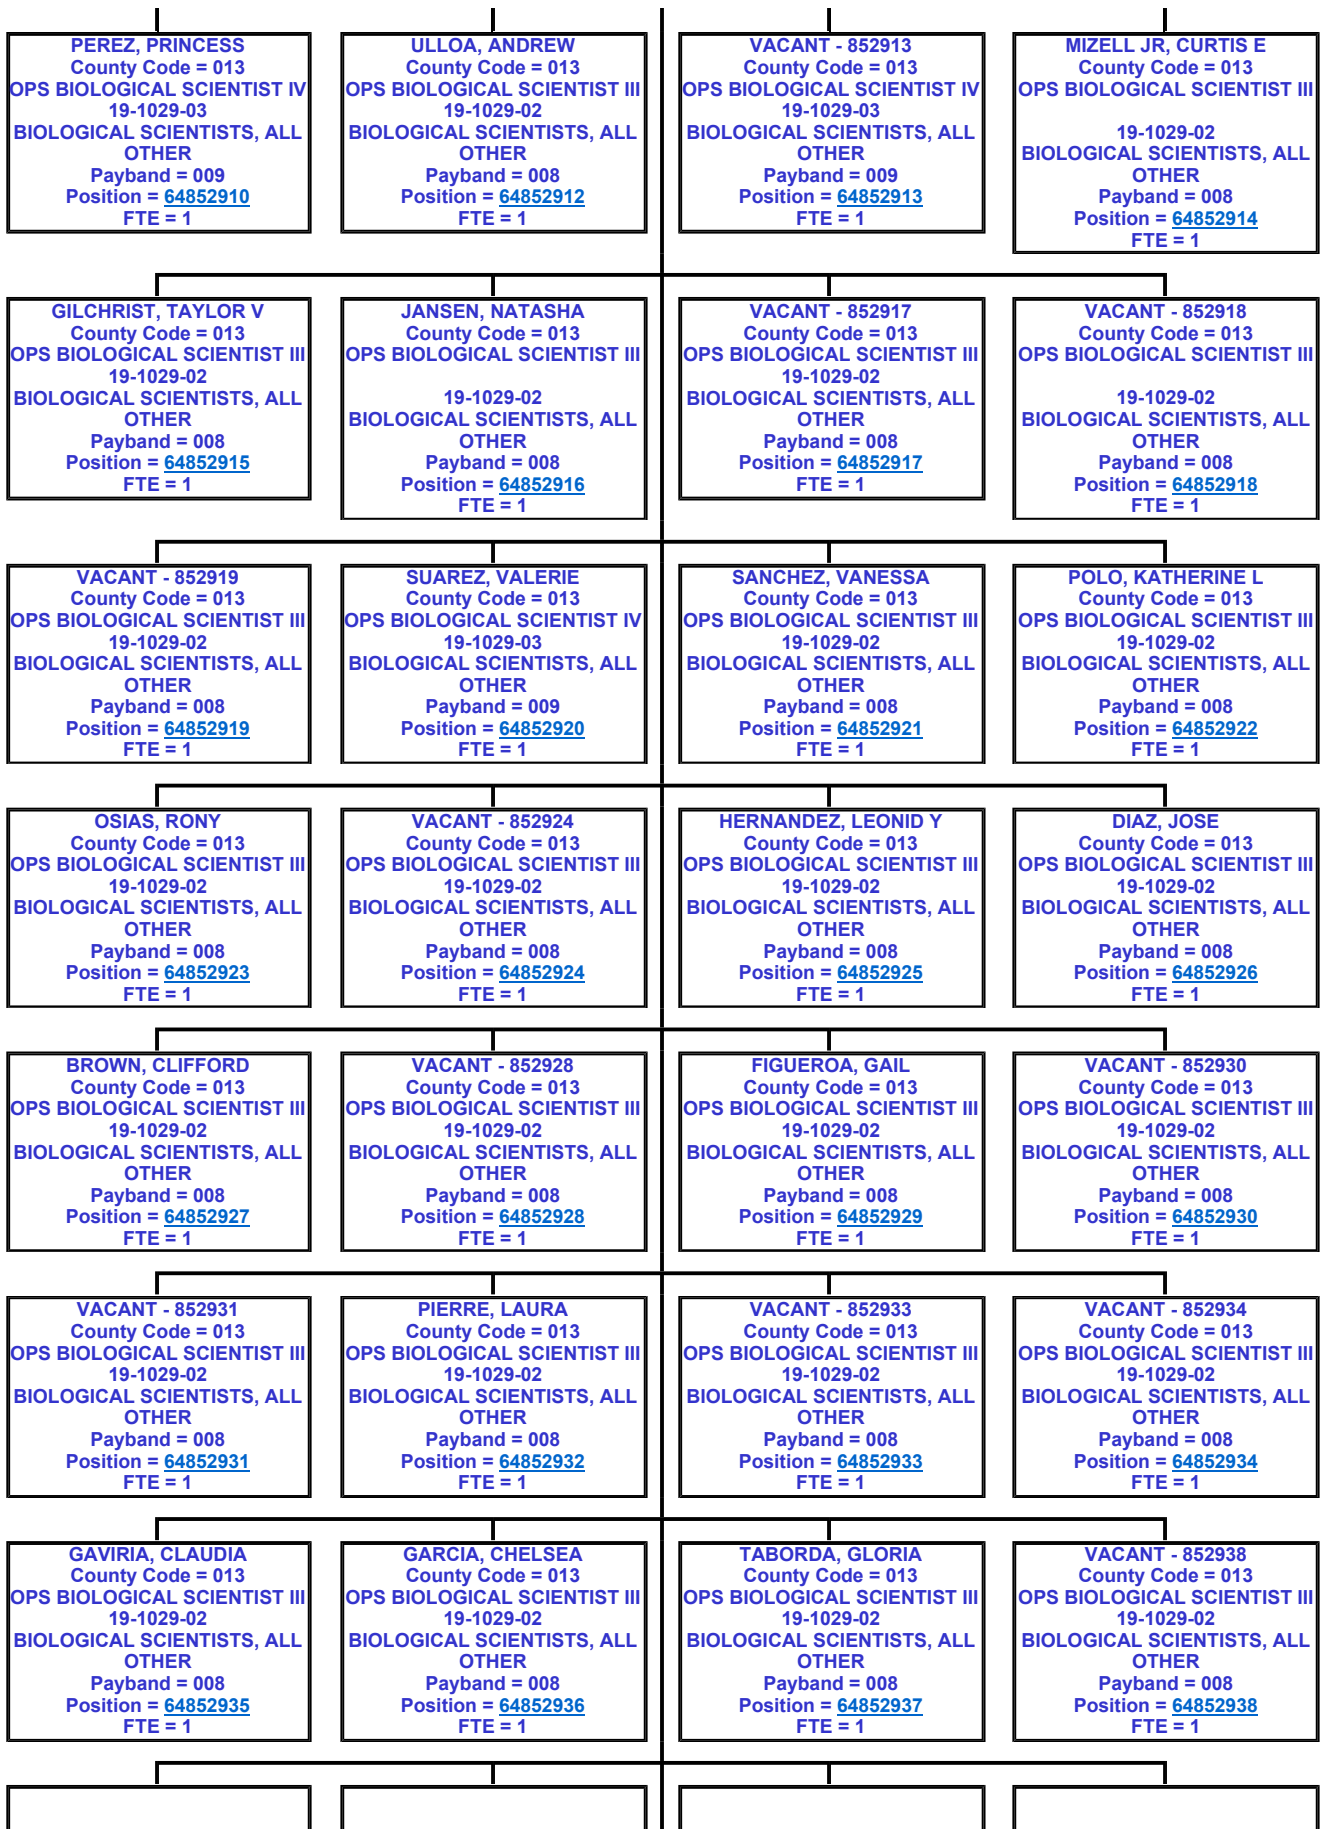 PEREZ, PRINCESS
County Code = 013
OPS BIOLOGICAL SCIENTIST IV
19-1029-03
BIOLOGICAL SCIENTISTS, ALL
OTHER
Payband = 009
Position = 64852910
FTE = 1
ULLOA, ANDREW
County Code = 013
OPS BIOLOGICAL SCIENTIST III
19-1029-02
BIOLOGICAL SCIENTISTS, ALL
OTHER
Payband = 008
Position = 64852912
FTE = 1
VACANT - 852913
County Code = 013
OPS BIOLOGICAL SCIENTIST IV
19-1029-03
BIOLOGICAL SCIENTISTS, ALL
OTHER
Payband = 009
Position = 64852913
FTE = 1
MIZELL JR, CURTIS E
County Code = 013
OPS BIOLOGICAL SCIENTIST III
19-1029-02
BIOLOGICAL SCIENTISTS, ALL
OTHER
Payband = 008
Position = 64852914
FTE = 1
GILCHRIST, TAYLOR V
County Code = 013
OPS BIOLOGICAL SCIENTIST III
19-1029-02
BIOLOGICAL SCIENTISTS, ALL
OTHER
Payband = 008
Position = 64852915
FTE = 1
JANSEN, NATASHA
County Code = 013
OPS BIOLOGICAL SCIENTIST III
19-1029-02
BIOLOGICAL SCIENTISTS, ALL
OTHER
Payband = 008
Position = 64852916
FTE = 1
VACANT - 852917
County Code = 013
OPS BIOLOGICAL SCIENTIST III
19-1029-02
BIOLOGICAL SCIENTISTS, ALL
OTHER
Payband = 008
Position = 64852917
FTE = 1
VACANT - 852918
County Code = 013
OPS BIOLOGICAL SCIENTIST III
19-1029-02
BIOLOGICAL SCIENTISTS, ALL
OTHER
Payband = 008
Position = 64852918
FTE = 1
VACANT - 852919
County Code = 013
OPS BIOLOGICAL SCIENTIST III
19-1029-02
BIOLOGICAL SCIENTISTS, ALL
OTHER
Payband = 008
Position = 64852919
FTE = 1
SUAREZ, VALERIE
County Code = 013
OPS BIOLOGICAL SCIENTIST IV
19-1029-03
BIOLOGICAL SCIENTISTS, ALL
OTHER
Payband = 009
Position = 64852920
FTE = 1
SANCHEZ, VANESSA
County Code = 013
OPS BIOLOGICAL SCIENTIST III
19-1029-02
BIOLOGICAL SCIENTISTS, ALL
OTHER
Payband = 008
Position = 64852921
FTE = 1
POLO, KATHERINE L
County Code = 013
OPS BIOLOGICAL SCIENTIST III
19-1029-02
BIOLOGICAL SCIENTISTS, ALL
OTHER
Payband = 008
Position = 64852922
FTE = 1
OSIAS, RONY
County Code = 013
OPS BIOLOGICAL SCIENTIST III
19-1029-02
BIOLOGICAL SCIENTISTS, ALL
OTHER
Payband = 008
Position = 64852923
FTE = 1
VACANT - 852924
County Code = 013
OPS BIOLOGICAL SCIENTIST III
19-1029-02
BIOLOGICAL SCIENTISTS, ALL
OTHER
Payband = 008
Position = 64852924
FTE = 1
HERNANDEZ, LEONID Y
County Code = 013
OPS BIOLOGICAL SCIENTIST III
19-1029-02
BIOLOGICAL SCIENTISTS, ALL
OTHER
Payband = 008
Position = 64852925
FTE = 1
DIAZ, JOSE
County Code = 013
OPS BIOLOGICAL SCIENTIST III
19-1029-02
BIOLOGICAL SCIENTISTS, ALL
OTHER
Payband = 008
Position = 64852926
FTE = 1
BROWN, CLIFFORD
County Code = 013
OPS BIOLOGICAL SCIENTIST III
19-1029-02
BIOLOGICAL SCIENTISTS, ALL
OTHER
Payband = 008
Position = 64852927
FTE = 1
VACANT - 852928
County Code = 013
OPS BIOLOGICAL SCIENTIST III
19-1029-02
BIOLOGICAL SCIENTISTS, ALL
OTHER
Payband = 008
Position = 64852928
FTE = 1
FIGUEROA, GAIL
County Code = 013
OPS BIOLOGICAL SCIENTIST III
19-1029-02
BIOLOGICAL SCIENTISTS, ALL
OTHER
Payband = 008
Position = 64852929
FTE = 1
VACANT - 852930
County Code = 013
OPS BIOLOGICAL SCIENTIST III
19-1029-02
BIOLOGICAL SCIENTISTS, ALL
OTHER
Payband = 008
Position = 64852930
FTE = 1
VACANT - 852931
County Code = 013
OPS BIOLOGICAL SCIENTIST III
19-1029-02
BIOLOGICAL SCIENTISTS, ALL
OTHER
Payband = 008
Position = 64852931
FTE = 1
PIERRE, LAURA
County Code = 013
OPS BIOLOGICAL SCIENTIST III
19-1029-02
BIOLOGICAL SCIENTISTS, ALL
OTHER
Payband = 008
Position = 64852932
FTE = 1
VACANT - 852933
County Code = 013
OPS BIOLOGICAL SCIENTIST III
19-1029-02
BIOLOGICAL SCIENTISTS, ALL
OTHER
Payband = 008
Position = 64852933
FTE = 1
VACANT - 852934
County Code = 013
OPS BIOLOGICAL SCIENTIST III
19-1029-02
BIOLOGICAL SCIENTISTS, ALL
OTHER
Payband = 008
Position = 64852934
FTE = 1
GAVIRIA, CLAUDIA
County Code = 013
OPS BIOLOGICAL SCIENTIST III
19-1029-02
BIOLOGICAL SCIENTISTS, ALL
OTHER
Payband = 008
Position = 64852935
FTE = 1
GARCIA, CHELSEA
County Code = 013
OPS BIOLOGICAL SCIENTIST III
19-1029-02
BIOLOGICAL SCIENTISTS, ALL
OTHER
Payband = 008
Position = 64852936
FTE = 1
TABORDA, GLORIA
County Code = 013
OPS BIOLOGICAL SCIENTIST III
19-1029-02
BIOLOGICAL SCIENTISTS, ALL
OTHER
Payband = 008
Position = 64852937
FTE = 1
VACANT - 852938
County Code = 013
OPS BIOLOGICAL SCIENTIST III
19-1029-02
BIOLOGICAL SCIENTISTS, ALL
OTHER
Payband = 008
Position = 64852938
FTE = 1